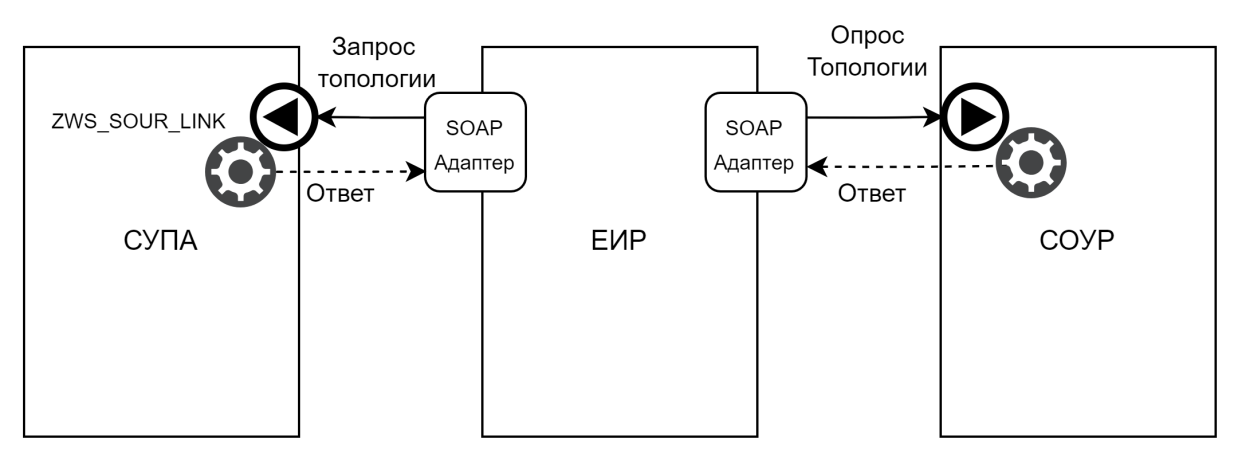 Запрос
топологии
Опрос
Топологии
ZWS_SOUR_LINK
SOAP
Адаптер
SOAP
Адаптер
Ответ
Ответ
СУПА
ЕИР
СОУР